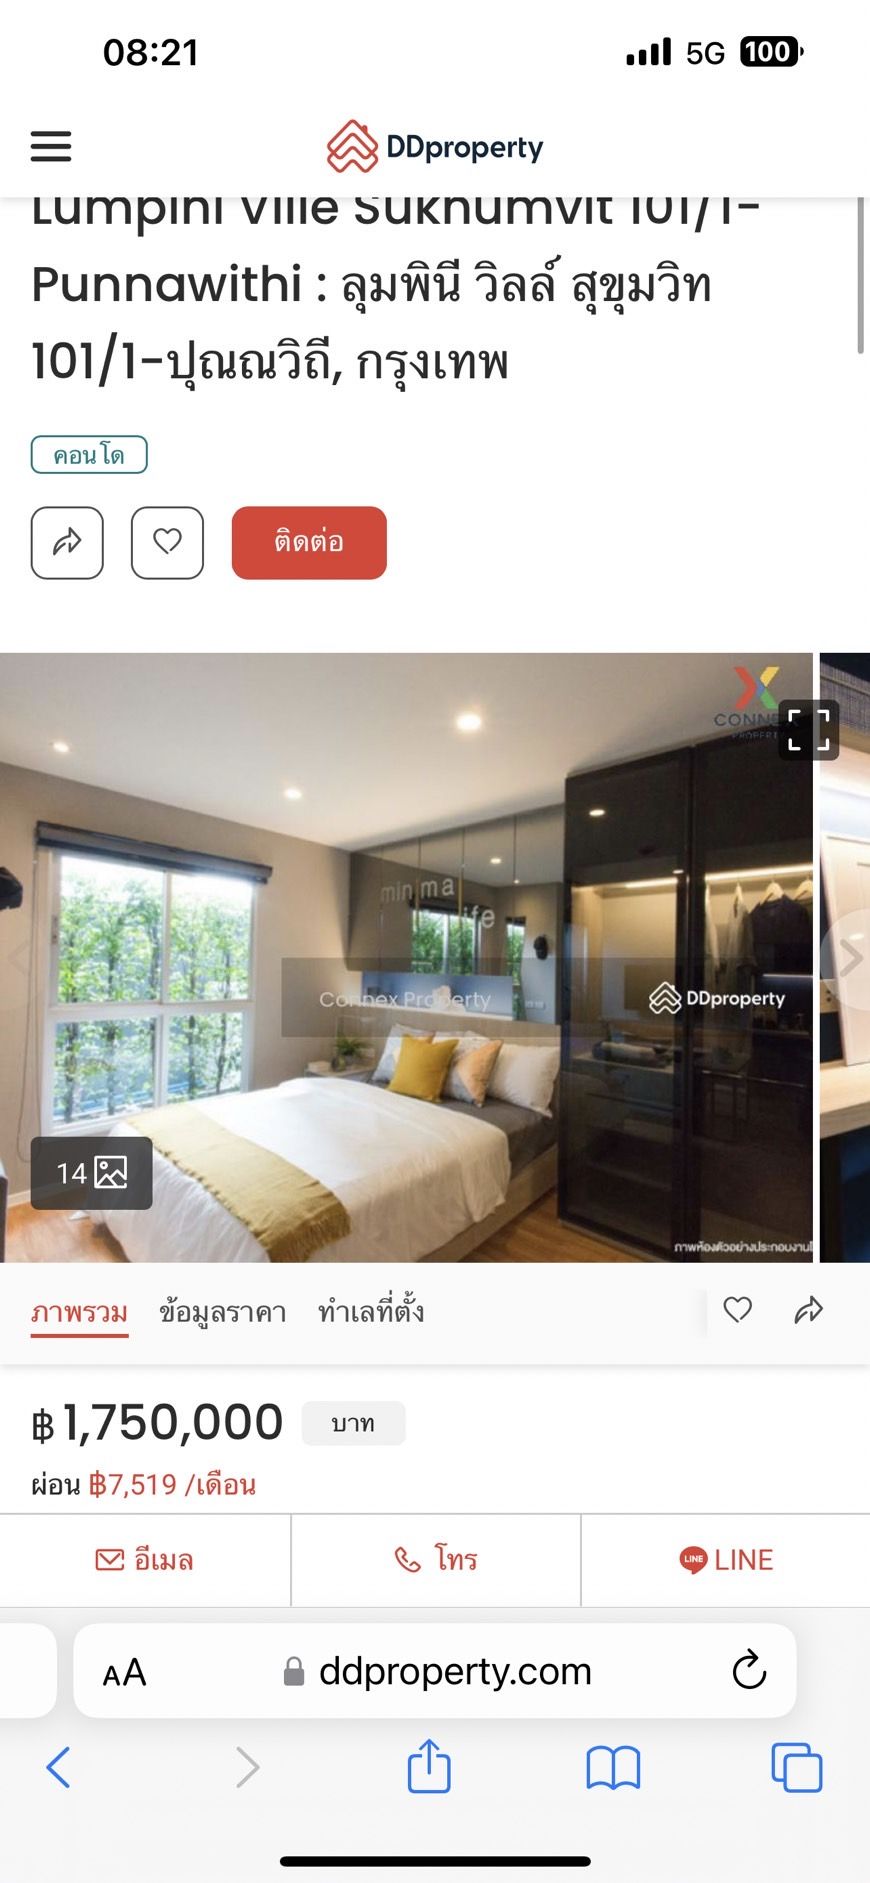 08:21
5G 100
DDproperty
Lumpini Ville Sukhumvit 101/1-
Punnawithi : ลุมพินี วิลล์ สุขุมวิท
101/1-ปุณณวิถี, กรุงเทพ
คอนโด
ติดต่อ
CONNEX
PROPERTY
minima
life
Connex Property
DDproperty
14
ภาพห้องตัวอย่างประกอบงาน
ภาพรวม ข้อมูลราคา ทำเลที่ตั้ง
฿1,750,000 บาท
ผ่อน ฿7,519 /เดือน
อีเมล โทร LINE LINE
AA ddproperty.com